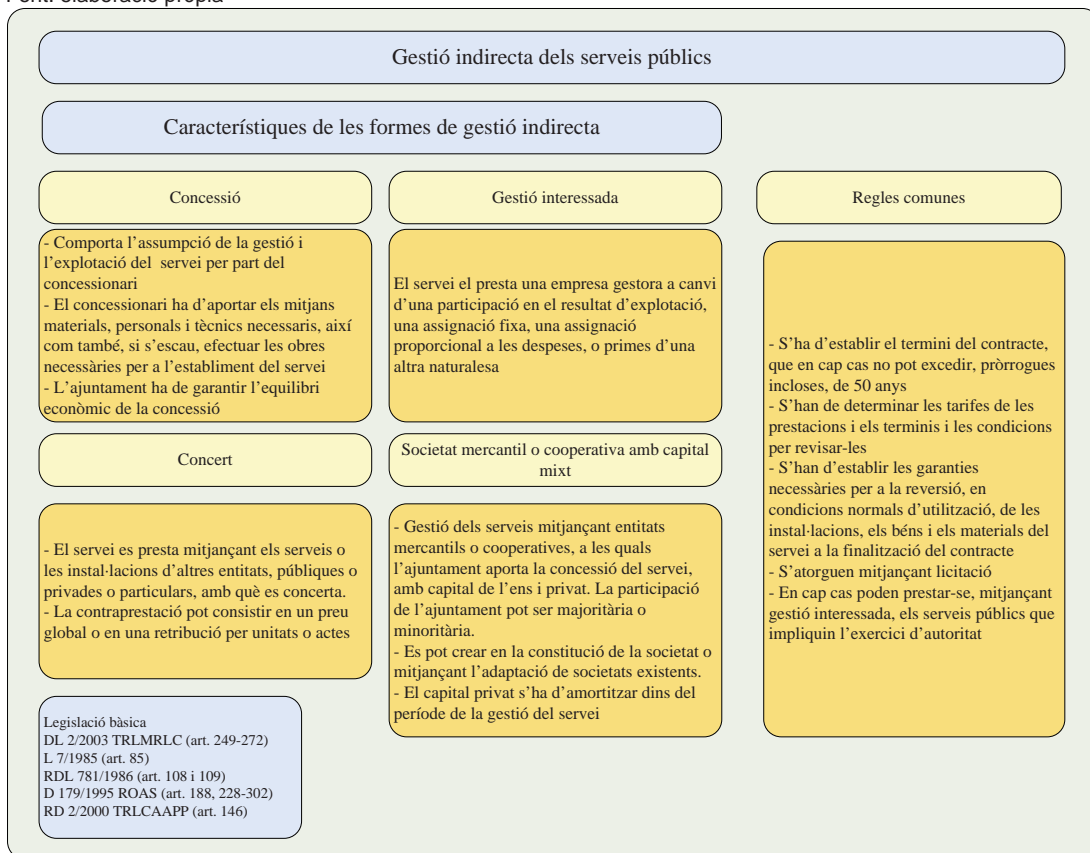 Font: elaboració pròpia
Gestió indirecta dels serveis públics
Característiques de les formes de gestió indirecta
Concessió
- Comporta l’assumpció de la gestió i
l’explotació del servei per part del
concessionari
- El concessionari ha d’aportar els mitjans
materials, personals i tècnics necessaris, així
com també, si s’escau, efectuar les obres
necessàries per a l’establiment del servei
- L’ajuntament ha de garantir l’equilibri
econòmic de la concessió
Gestió interessada
El servei el presta una empresa gestora a canvi
d’una participació en el resultat d’explotació,
una assignació fixa, una assignació
proporcional a les despeses, o primes d’una
altra naturalesa
Concert
- El servei es presta mitjançant els serveis o
les instal·lacions d’altres entitats, públiques o
privades o particulars, amb què es concerta.
- La contraprestació pot consistir en un preu
global o en una retribució per unitats o actes
Societat mercantil o cooperativa amb capital
mixt
- Gestió dels serveis mitjançant entitats
mercantils o cooperatives, a les quals
l’ajuntament aporta la concessió del servei,
amb capital de l’ens i privat. La participació
de l’ajuntament pot ser majoritària o
minoritària.
- Es pot crear en la constitució de la societat o
mitjançant l’adaptació de societats existents.
- El capital privat s’ha d’amortitzar dins del
període de la gestió del servei
Regles comunes
- S’ha d’establir el termini del contracte,
que en cap cas no pot excedir, pròrrogues
incloses, de 50 anys
- S’han de determinar les tarifes de les
prestacions i els terminis i les condicions
per revisar-les
- S’han d’establir les garanties
necessàries per a la reversió, en
condicions normals d’utilització, de les
instal·lacions, els béns i els materials del
servei a la finalització del contracte
- S’atorguen mitjançant licitació
- En cap cas poden prestar-se, mitjançant
gestió interessada, els serveis públics que
impliquin l’exercici d’autoritat
Legislació bàsica
DL 2/2003 TRLMRLC (art. 249-272)
L 7/1985 (art. 85)
RDL 781/1986 (art. 108 i 109)
D 179/1995 ROAS (art. 188, 228-302)
RD 2/2000 TRLCAAPP (art. 146)